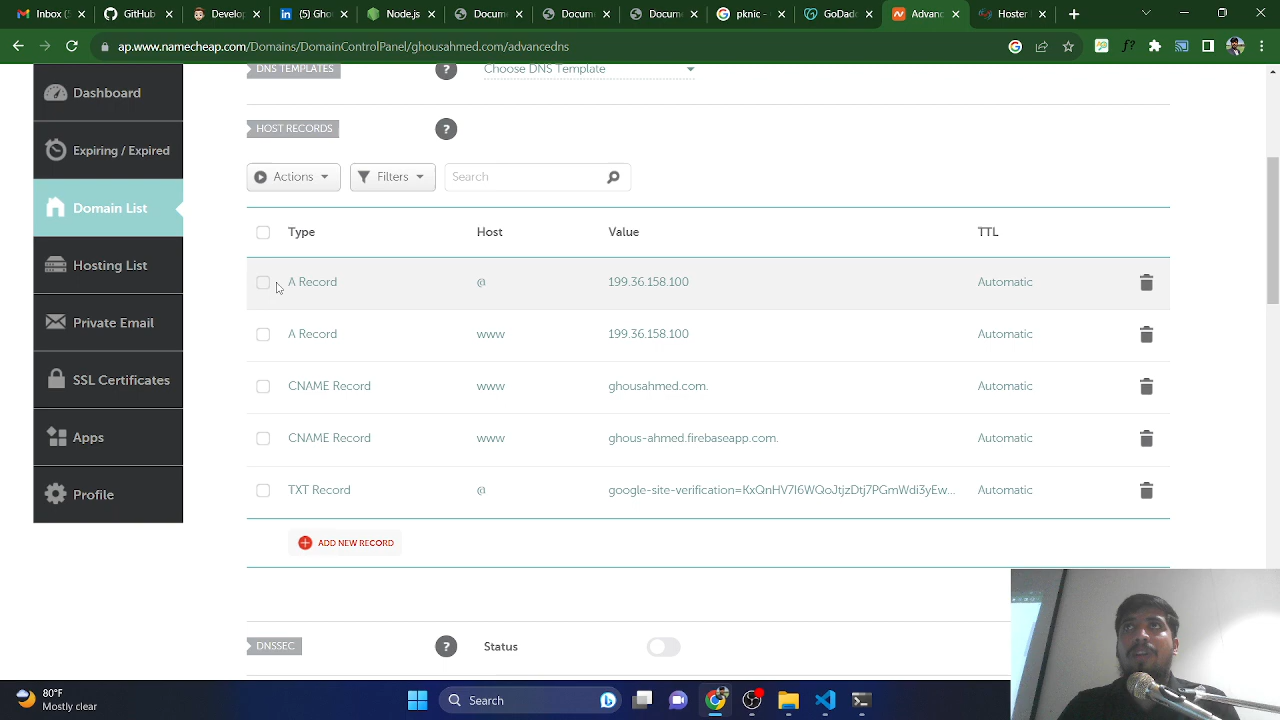 Docum
Develo
(5) Li
Node.js
Docum
Docum
Docum
pknic -
GoDad
Advan
Hoster
ap.www.namecheap.com/Domains/DomainControlPanel/ghousahmed.com/advancedns
f?
DNS TEMPLATES
?
Choose DNS Template
Dashboard
Expiring / Expired
Domain List
Hosting List
Private Email
SSL Certificates
Apps
Profile
HOST RECORDS
?
Actions
Filters
Search
Type Host Value TTL
A Record @ 199.36.158.100 Automatic
A Record www 199.36.158.100 Automatic
CNAME Record www ghousahmed.com. Automatic
CNAME Record www ghous-ahmed.firebaseapp.com. Automatic
TXT Record @ google-site-verification=KxQnHV7I6WQoJtjzDtj7PGmWdi3yEw... Automatic
ADD NEW RECORD
DNSSEC
?
Status
80°F
Mostly clear
Search